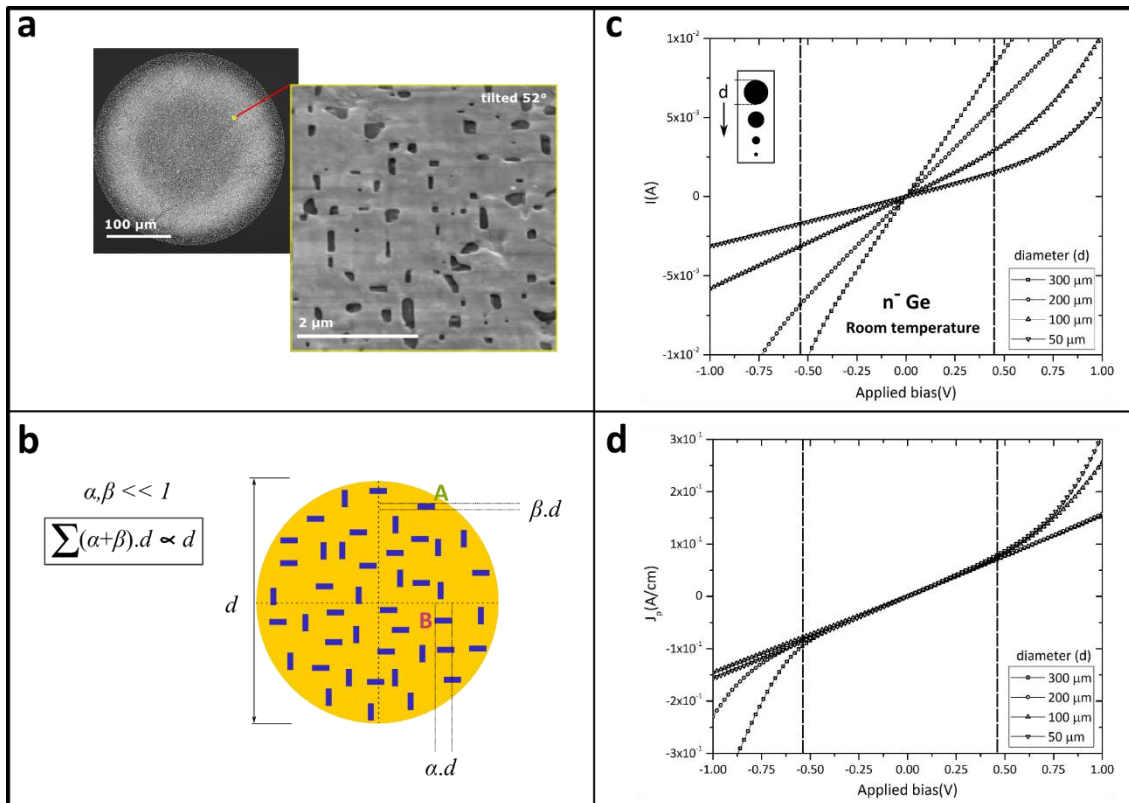 a
tilted 52°
100 µm
2 µm
b
α,β << 1
∑(α+β).d ∝ d
d
A
β.d
B
α.d
c
1x10⁻²
5x10⁻³
0
-5x10⁻³
-1x10⁻²
I(A)
d
n⁻ Ge
Room temperature
diameter (d)
300 µm
200 µm
100 µm
50 µm
-1.00 -0.75 -0.50 -0.25 0.00 0.25 0.50 0.75 1.00
Applied bias(V)
d
3x10⁻¹
2x10⁻¹
1x10⁻¹
0
-1x10⁻¹
-2x10⁻¹
-3x10⁻¹
Jₚ(A/cm)
diameter (d)
300 µm
200 µm
100 µm
50 µm
-1.00 -0.75 -0.50 -0.25 0.00 0.25 0.50 0.75 1.00
Applied bias(V)